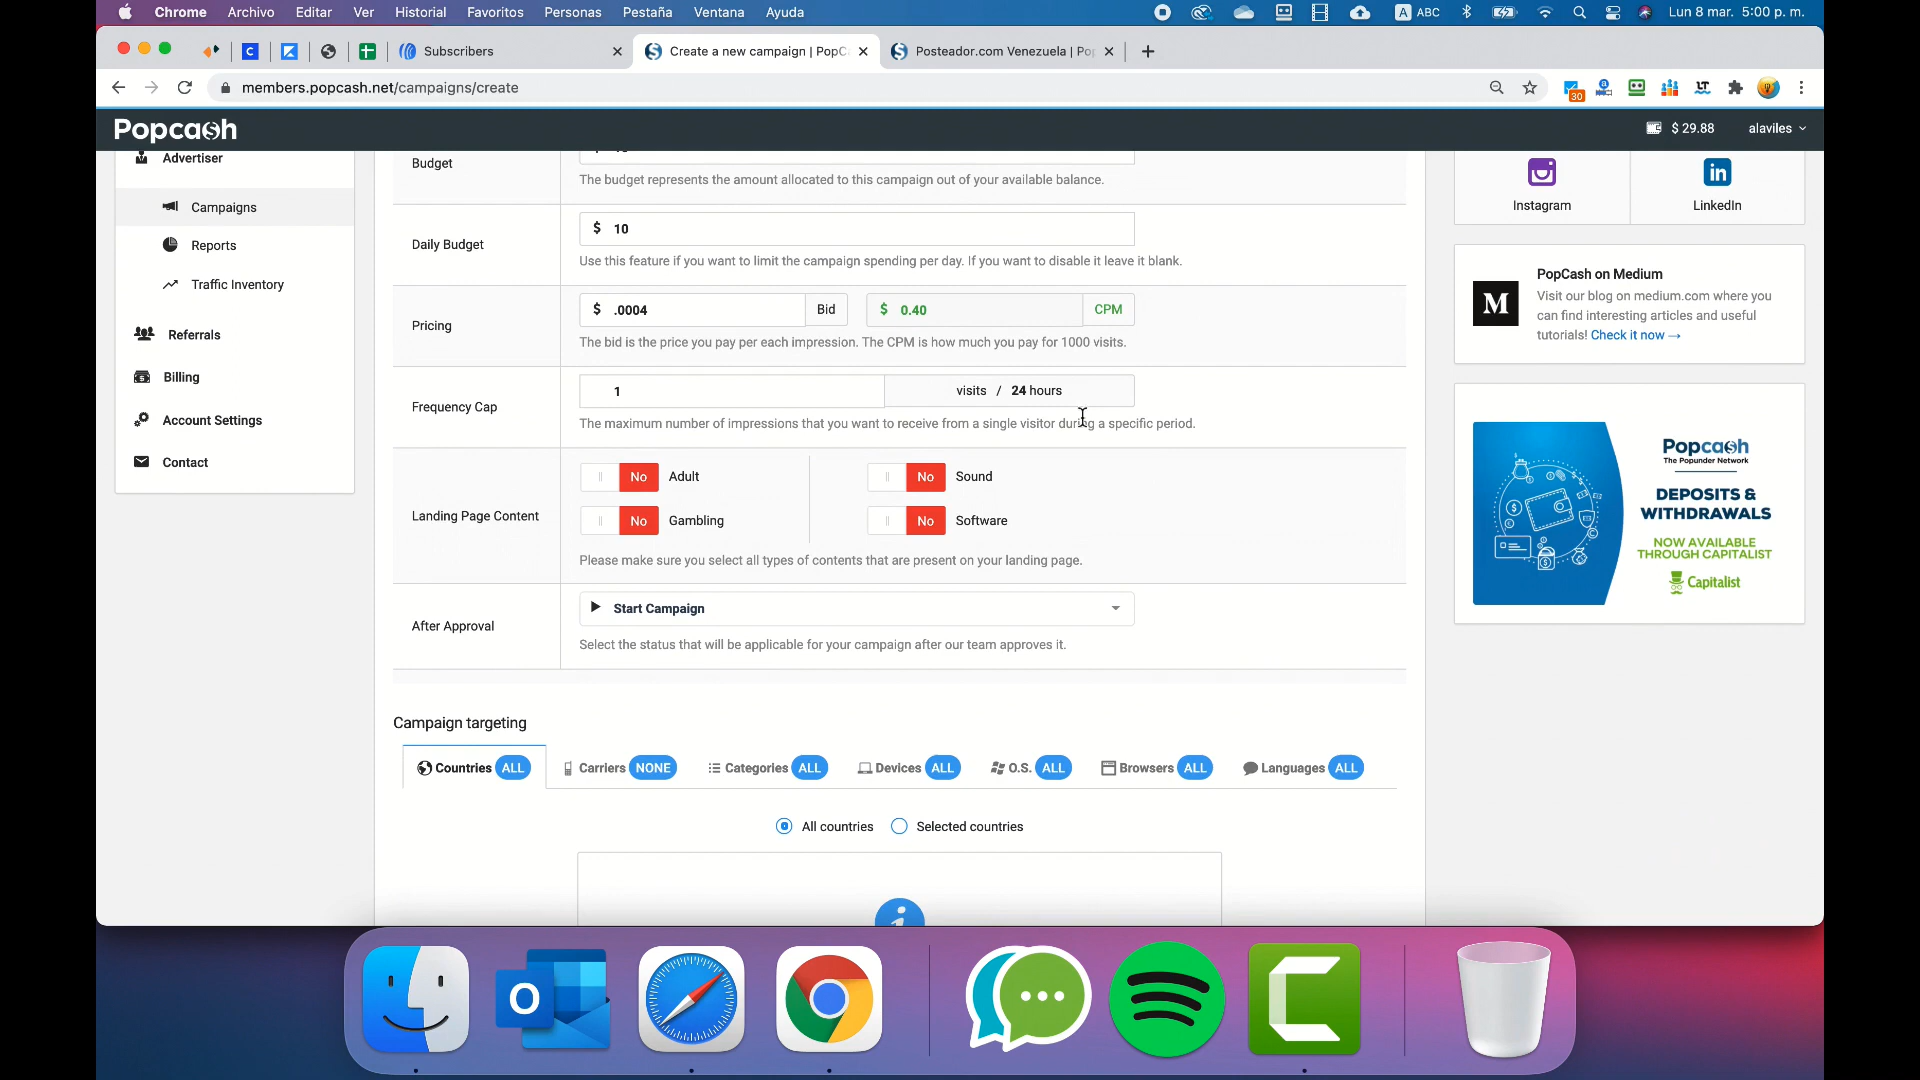 Chrome Archivo Editar Ver Historial Favoritos Personas Pestaña Ventana Ayuda
A ABC Lun 8 mar. 5:00 p. m.
Subscribers
Create a new campaign | PopC
Posteador.com Venezuela | Po
members.popcash.net/campaigns/create
30
Popcash
$ 29.88 alaviles
Advertiser
Campaigns
Reports
Traffic Inventory
Referrals
Billing
Account Settings
Contact
Budget
The budget represents the amount allocated to this campaign out of your available balance.
Daily Budget
$ 10
Use this feature if you want to limit the campaign spending per day. If you want to disable it leave it blank.
Pricing
$ .0004 Bid $ 0.40 CPM
The bid is the price you pay per each impression. The CPM is how much you pay for 1000 visits.
Frequency Cap
1 visits / 24 hours
The maximum number of impressions that you want to receive from a single visitor during a specific period.
Landing Page Content
No Adult No Sound
No Gambling No Software
Please make sure you select all types of contents that are present on your landing page.
After Approval
Start Campaign
Select the status that will be applicable for your campaign after our team approves it.
Campaign targeting
Countries ALL Carriers NONE Categories ALL Devices ALL O.S. ALL Browsers ALL Languages ALL
All countries Selected countries
Instagram LinkedIn
PopCash on Medium
Visit our blog on medium.com where you
can find interesting articles and useful
tutorials! Check it now →
Popcash
The Popunder Network
DEPOSITS &
WITHDRAWALS
NOW AVAILABLE
THROUGH CAPITALIST
Capitalist